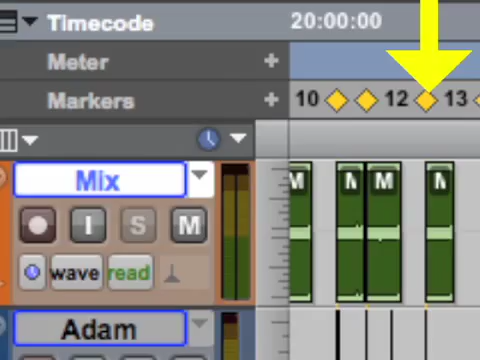 Timecode 20:00:00
Meter +
Markers + 10 12 13
Mix M M M M
I S M
wave read
Adam